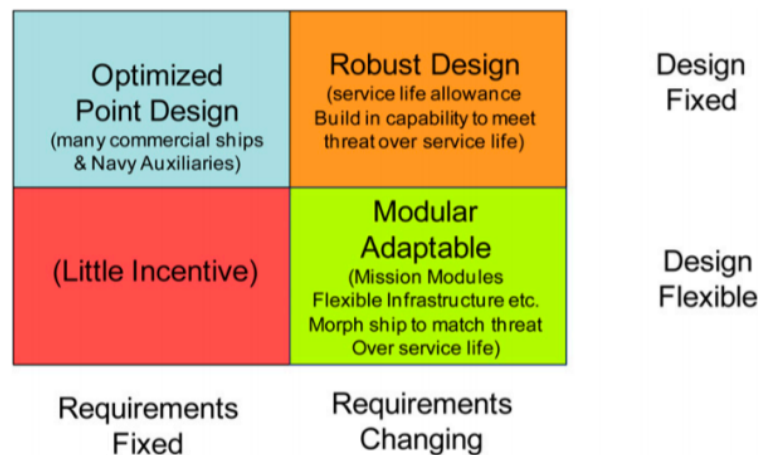 Optimized
Point Design
(many commercial ships
& Navy Auxiliaries)
Robust Design
(service life allowance
Build in capability to meet
threat over service life)
Design
Fixed
(Little Incentive)
Modular
Adaptable
(Mission Modules
Flexible Infrastructure etc.
Morph ship to match threat
Over service life)
Design
Flexible
Requirements
Fixed
Requirements
Changing